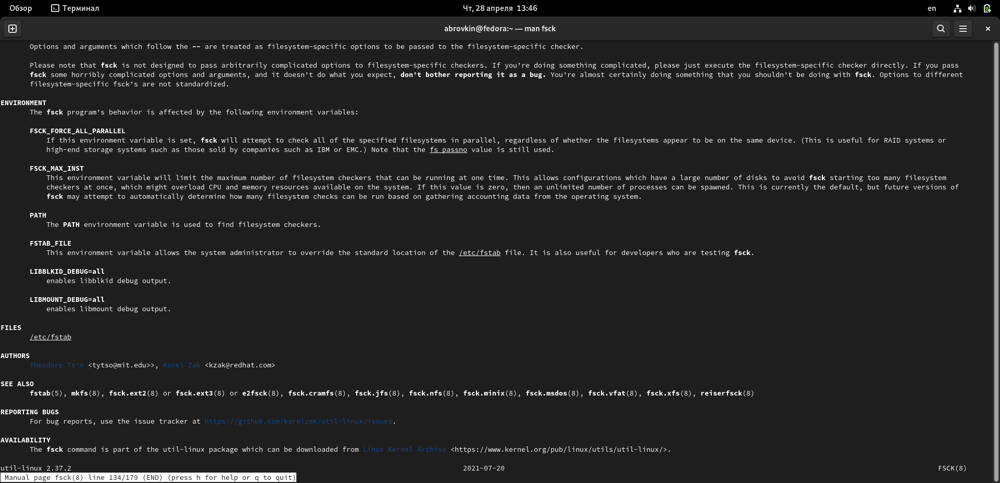 Обзор Терминал Чт, 28 апреля 13:46 en
abrovkin@fedora:~ — man fsck
Options and arguments which follow the -- are treated as filesystem-specific options to be passed to the filesystem-specific checker.
Please note that fsck is not designed to pass arbitrarily complicated options to filesystem-specific checkers. If you’re doing something complicated, please just execute the filesystem-specific checker directly. If you pass
fsck some horribly complicated options and arguments, and it doesn’t do what you expect, don’t bother reporting it as a bug. You’re almost certainly doing something that you shouldn’t be doing with fsck. Options to different
filesystem-specific fsck’s are not standardized.
ENVIRONMENT
The fsck program’s behavior is affected by the following environment variables:
FSCK_FORCE_ALL_PARALLEL
If this environment variable is set, fsck will attempt to check all of the specified filesystems in parallel, regardless of whether the filesystems appear to be on the same device. (This is useful for RAID systems or
high-end storage systems such as those sold by companies such as IBM or EMC.) Note that the fs_passno value is still used.
FSCK_MAX_INST
This environment variable will limit the maximum number of filesystem checkers that can be running at one time. This allows configurations which have a large number of disks to avoid fsck starting too many filesystem
checkers at once, which might overload CPU and memory resources available on the system. If this value is zero, then an unlimited number of processes can be spawned. This is currently the default, but future versions of
fsck may attempt to automatically determine how many filesystem checks can be run based on gathering accounting data from the operating system.
PATH
The PATH environment variable is used to find filesystem checkers.
FSTAB_FILE
This environment variable allows the system administrator to override the standard location of the /etc/fstab file. It is also useful for developers who are testing fsck.
LIBBLKID_DEBUG=all
enables libblkid debug output.
LIBMOUNT_DEBUG=all
enables libmount debug output.
FILES
/etc/fstab
AUTHORS
Theodore Ts’o <tytso@mit.edu>>, Karel Zak <kzak@redhat.com>
SEE ALSO
fstab(5), mkfs(8), fsck.ext2(8) or fsck.ext3(8) or e2fsck(8), fsck.cramfs(8), fsck.jfs(8), fsck.nfs(8), fsck.minix(8), fsck.msdos(8), fsck.vfat(8), fsck.xfs(8), reiserfsck(8)
REPORTING BUGS
For bug reports, use the issue tracker at https://github.com/karelzak/util-linux/issues.
AVAILABILITY
The fsck command is part of the util-linux package which can be downloaded from Linux Kernel Archive <https://www.kernel.org/pub/linux/utils/util-linux/>.
util-linux 2.37.2 2021-07-20 FSCK(8)
Manual page fsck(8) line 134/179 (END) (press h for help or q to quit)